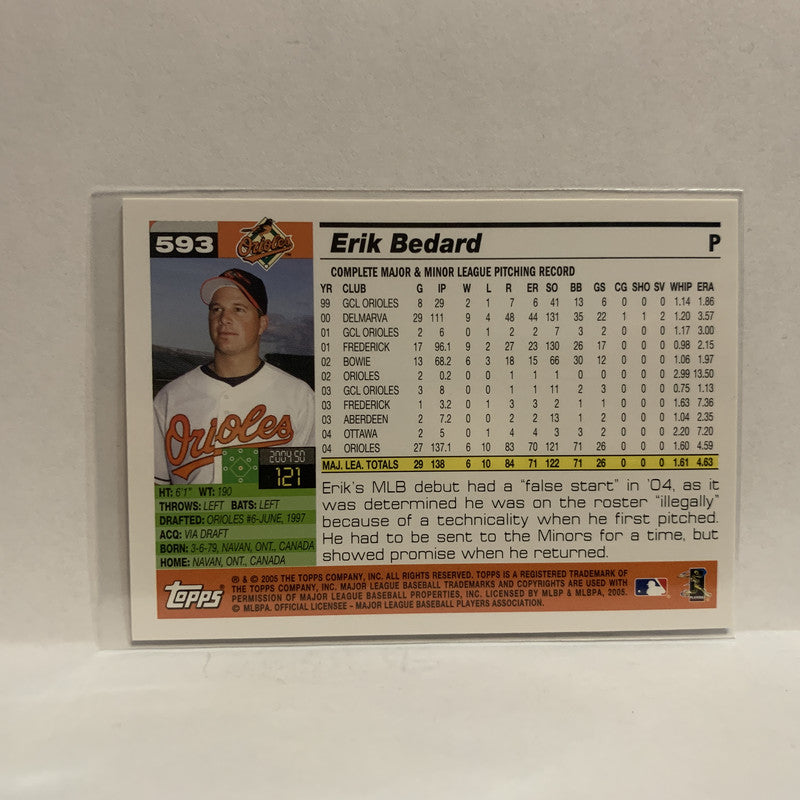 593
Orioles
Erik Bedard P
COMPLETE MAJOR & MINOR LEAGUE PITCHING RECORD
YR CLUB G IP W L R ER SO BB GS CG SHO SV WHIP ERA
99 GCL ORIOLES 8 29 2 1 7 6 41 13 6 0 0 0 1.14 1.86
00 DELMARVA 29 111 9 4 48 44 131 35 22 1 1 2 1.20 3.57
01 GCL ORIOLES 2 6 0 1 2 2 7 3 2 0 0 0 1.17 3.00
01 FREDERICK 17 96.1 9 2 27 23 130 26 17 0 0 0 0.98 2.15
02 BOWIE 13 68.2 6 3 18 15 66 30 12 0 0 0 1.06 1.97
02 ORIOLES 2 0.2 0 0 1 1 1 1 0 0 0 0 2.99 13.50
03 GCL ORIOLES 3 8 0 0 1 1 11 2 3 0 0 0 0.75 1.13
03 FREDERICK 1 3.2 0 1 3 3 2 1 1 0 0 0 1.63 7.36
03 ABERDEEN 2 7.2 0 0 2 2 13 1 2 0 0 0 1.04 2.35
04 OTTAWA 2 5 0 1 4 4 3 3 2 0 0 0 2.20 7.20
04 ORIOLES 27 137.1 6 10 83 70 121 71 26 0 0 0 1.60 4.59
MAJ. LEA. TOTALS 29 138 6 10 84 71 122 71 26 0 0 0 1.61 4.63
Orioles
2004 SO
121
HT: 6'1" WT: 190
THROWS: LEFT BATS: LEFT
DRAFTED: ORIOLES #6-JUNE, 1997
ACQ: VIA DRAFT
BORN: 3-6-79, NAVAN, ONT., CANADA
HOME: NAVAN, ONT., CANADA
Erik's MLB debut had a "false start" in '04, as it
was determined he was on the roster "illegally"
because of a technicality when he first pitched.
He had to be sent to the Minors for a time, but
showed promise when he returned.
Topps
® & © 2005 THE TOPPS COMPANY, INC. ALL RIGHTS RESERVED. TOPPS IS A REGISTERED TRADEMARK OF
THE TOPPS COMPANY, INC. MAJOR LEAGUE BASEBALL TRADEMARKS AND COPYRIGHTS ARE USED WITH
PERMISSION OF MAJOR LEAGUE BASEBALL PROPERTIES, INC. LICENSED BY MLBP & MLBPA, 2005.
© MLBPA. OFFICIAL LICENSEE - MAJOR LEAGUE BASEBALL PLAYERS ASSOCIATION.